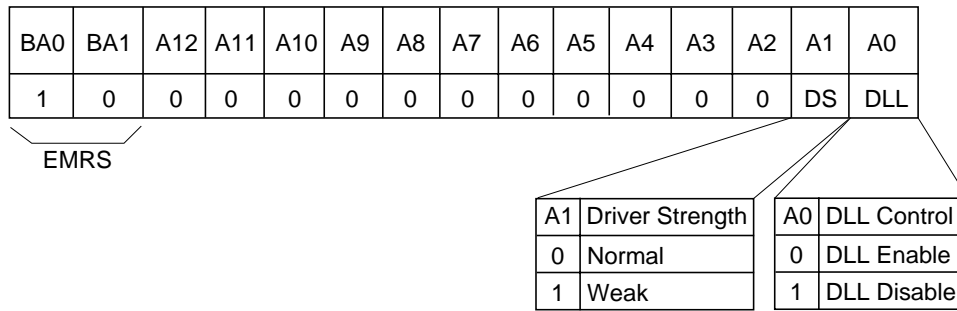 BA0 BA1 A12 A11 A10 A9 A8 A7 A6 A5 A4 A3 A2 A1 A0
1 0 0 0 0 0 0 0 0 0 0 0 0 DS DLL
EMRS
A1 Driver Strength
0 Normal
1 Weak
A0 DLL Control
0 DLL Enable
1 DLL Disable